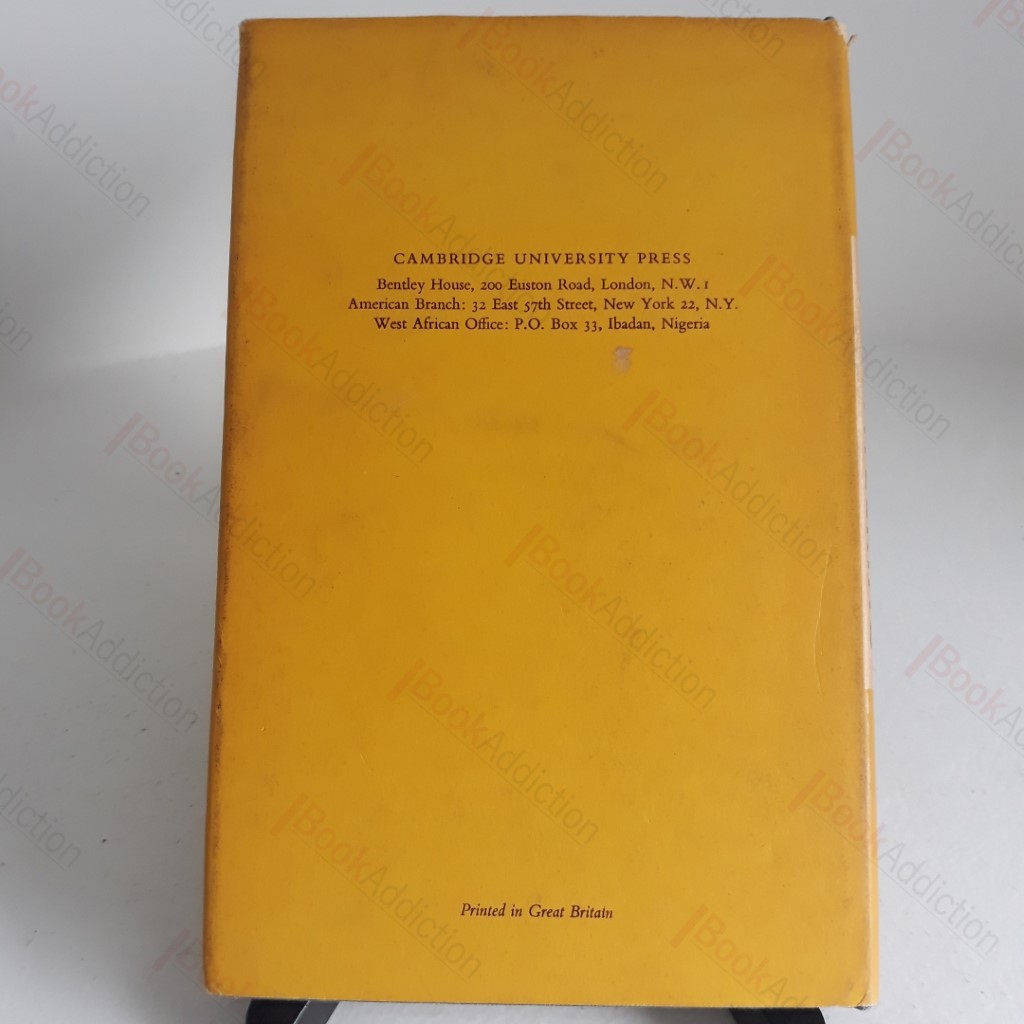 CAMBRIDGE UNIVERSITY PRESS
Bentley House, 200 Euston Road, London, N.W.1
American Branch: 32 East 57th Street, New York 22, N.Y.
West African Office: P.O. Box 33, Ibadan, Nigeria
Printed in Great Britain
BookAddiction